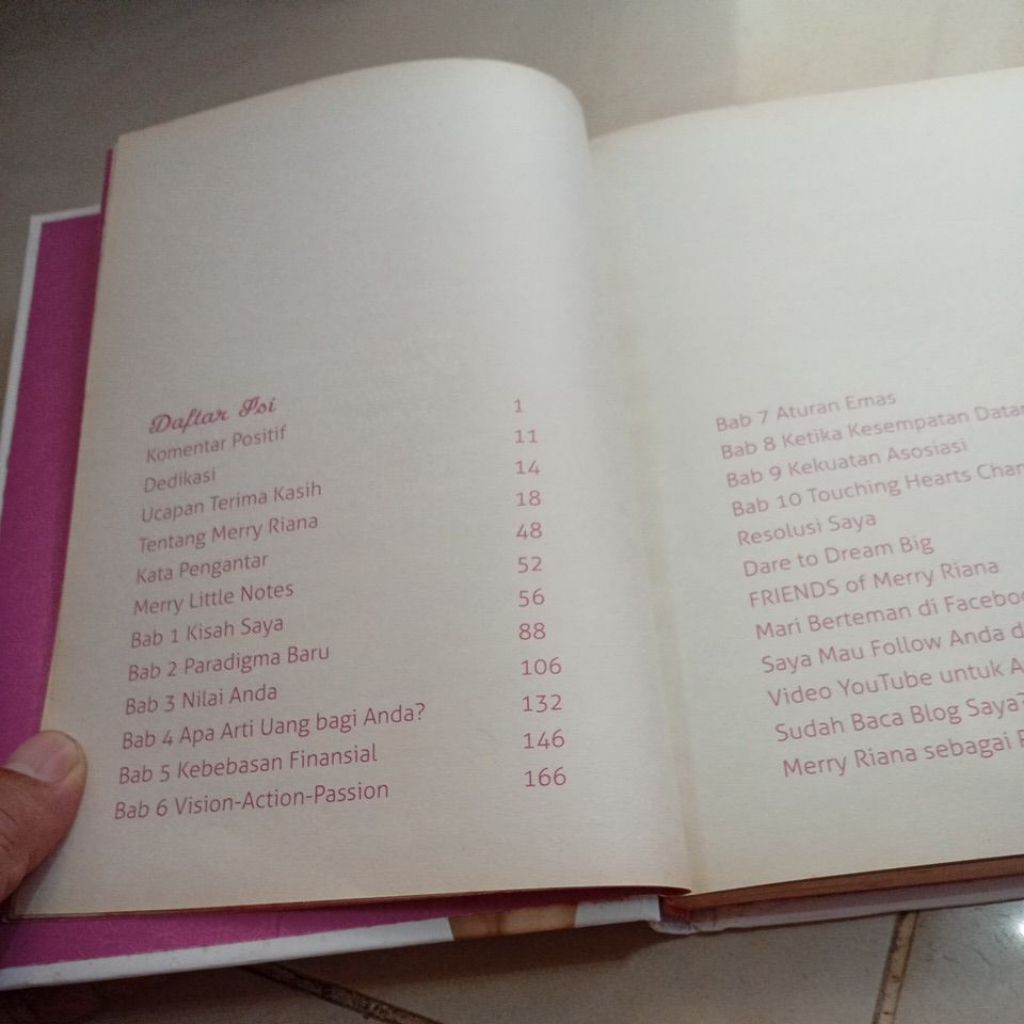 Daftar Isi
Komentar Positif 1
Dedikasi 11
Ucapan Terima Kasih 14
Tentang Merry Riana 18
Kata Pengantar 48
Merry Little Notes 52
Bab 1 Kisah Saya 56
Bab 2 Paradigma Baru 88
Bab 3 Nilai Anda 106
Bab 4 Apa Arti Uang bagi Anda? 132
Bab 5 Kebebasan Finansial 146
Bab 6 Vision-Action-Passion 166
Bab 7 Aturan Emas
Bab 8 Ketika Kesempatan
Bab 9 Kekuatan Asosiasi
Bab 10 Touching Hearts
Resolusi Saya
Dare to Dream Big
FRIENDS of Merry Riana
Mari Berteman di
Saya Mau Follow Anda
Video YouTube untuk
Sudah Baca Blog Saya?
Merry Riana sebagai